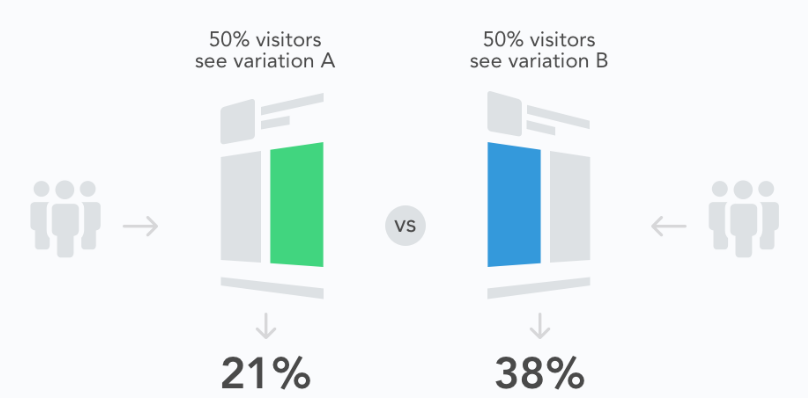 50% visitors
see variation A
50% visitors
see variation B
vs
21%
38%